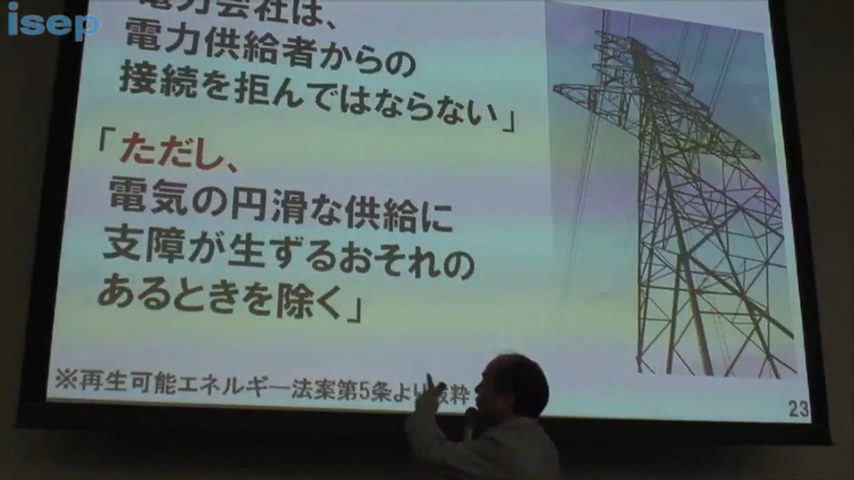 isep
「電力会社は、
電力供給者からの
接続を拒んではならない」
「ただし、
電気の円滑な供給に
支障が生ずるおそれの
あるときを除く」
※再生可能エネルギー法案第5条より抜粋
23